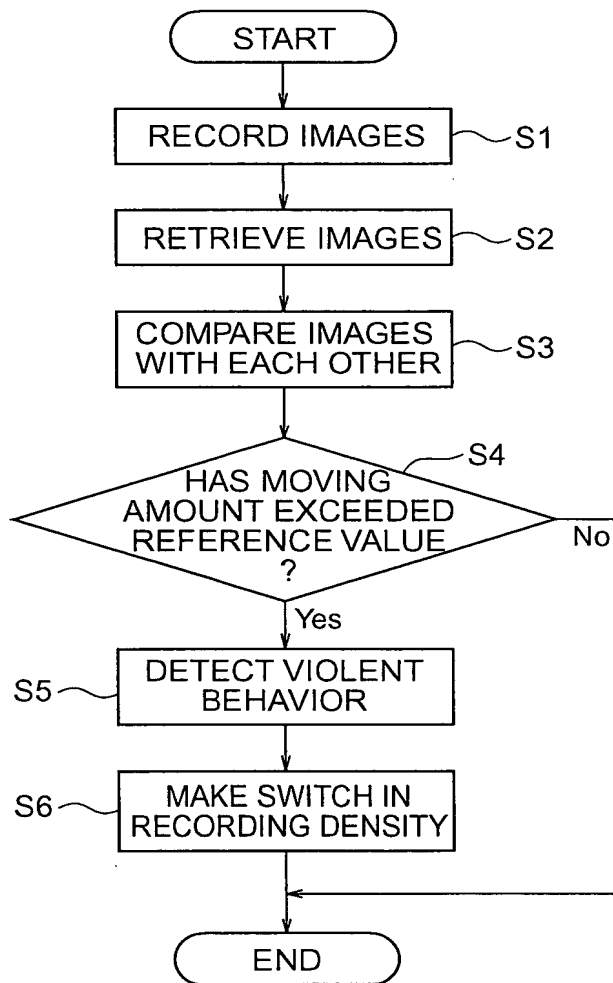 START
RECORD IMAGES
S1
RETRIEVE IMAGES
S2
COMPARE IMAGES
WITH EACH OTHER
S3
S4
HAS MOVING
AMOUNT EXCEEDED
REFERENCE VALUE
?
No
Yes
S5
DETECT VIOLENT
BEHAVIOR
S6
MAKE SWITCH IN
RECORDING DENSITY
END